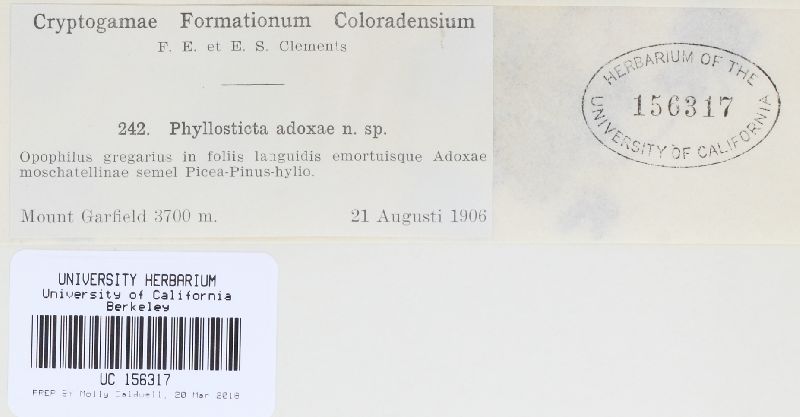 Cryptogamae Formationum Coloradensium
F. E. et E. S. Clements
242. Phyllosticta adoxae n. sp.
Opophilus gregarius in foliis languidis emortuisque Adoxae
moschatellinae semel Picea-Pinus-hylio.
Mount Garfield 3700 m. 21 Augusti 1906
HERBARIUM OF THE
156317
UNIVERSITY OF CALIFORNIA
UNIVERSITY HERBARIUM
University of California
Berkeley
UC 156317
PREP BY Molly Caldwell, 20 Mar 2018